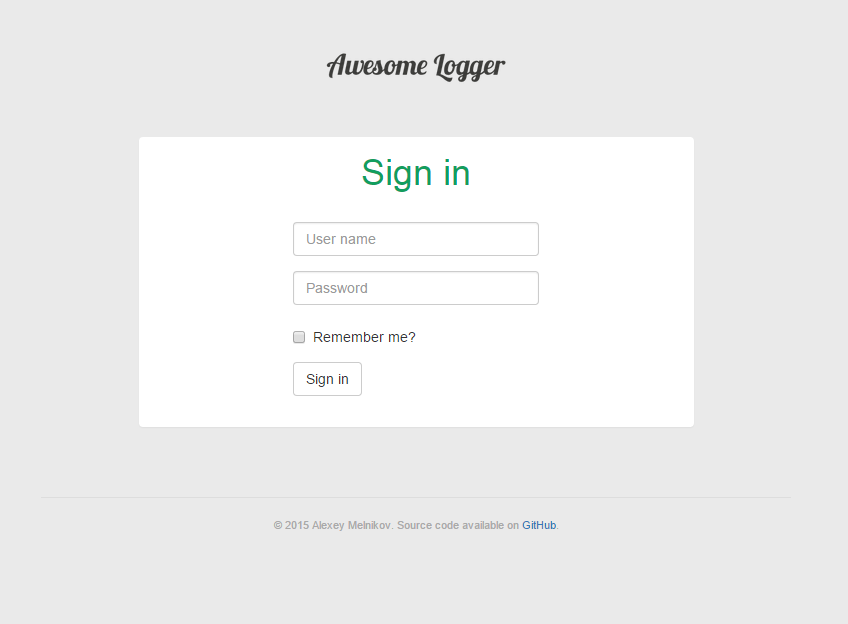 Awesome Logger
Sign in
User name
Password
Remember me?
Sign in
© 2015 Alexey Melnikov. Source code available on GitHub.